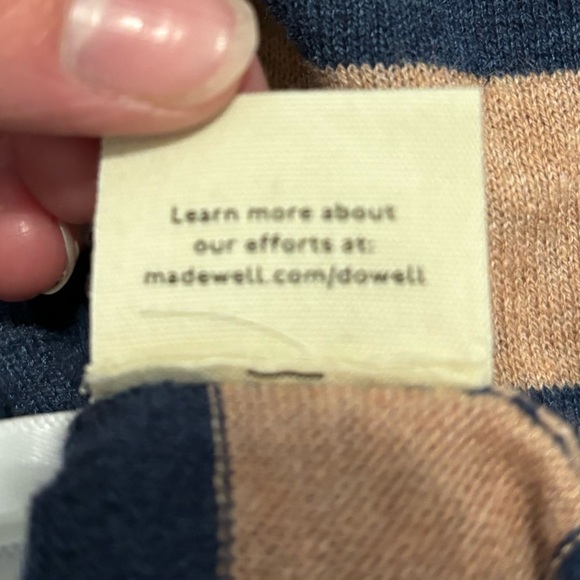 Learn more about
our efforts at:
madewell.com/dowell